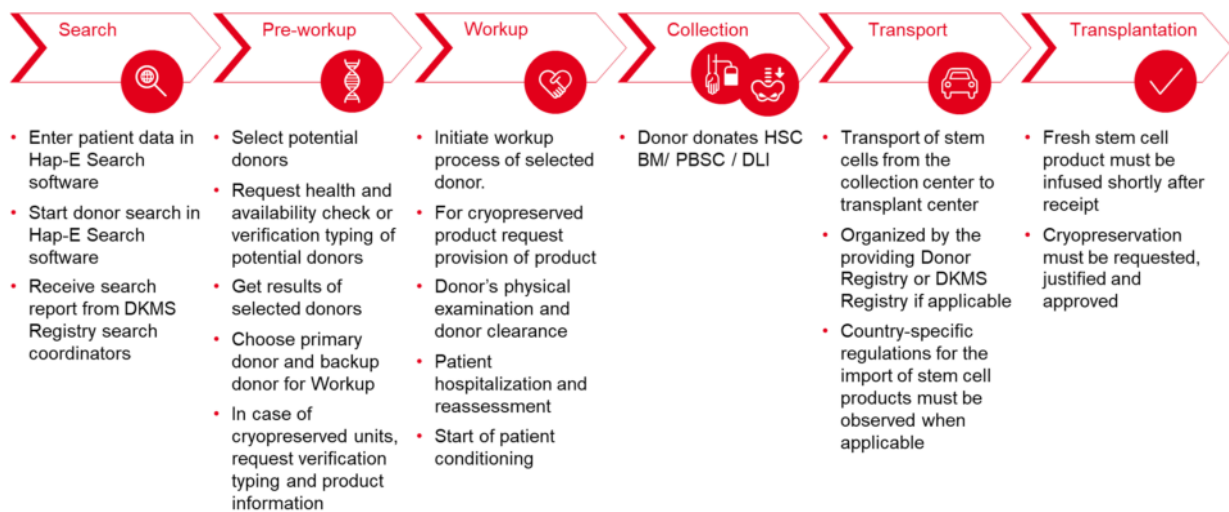 Search
Pre-workup
Workup
Collection
Transport
Transplantation
• Enter patient data in
Hap-E Search
software
• Start donor search in
Hap-E Search
software
• Receive search
report from DKMS
Registry search
coordinators
• Select potential
donors
• Request health and
availability check or
verification typing of
potential donors
• Get results of
selected donors
• Choose primary
donor and backup
donor for Workup
• In case of
cryopreserved units,
request verification
typing and product
information
• Initiate workup
process of selected
donor.
• For cryopreserved
product request
provision of product
• Donor's physical
examination and
donor clearance
• Patient
hospitalization and
reassessment
• Start of patient
conditioning
• Donor donates HSC
BM/ PBSC / DLI
• Transport of stem
cells from the
collection center to
transplant center
• Organized by the
providing Donor
Registry or DKMS
Registry if applicable
• Country-specific
regulations for the
import of stem cell
products must be
observed when
applicable
• Fresh stem cell
product must be
infused shortly after
receipt
• Cryopreservation
must be requested,
justified and
approved